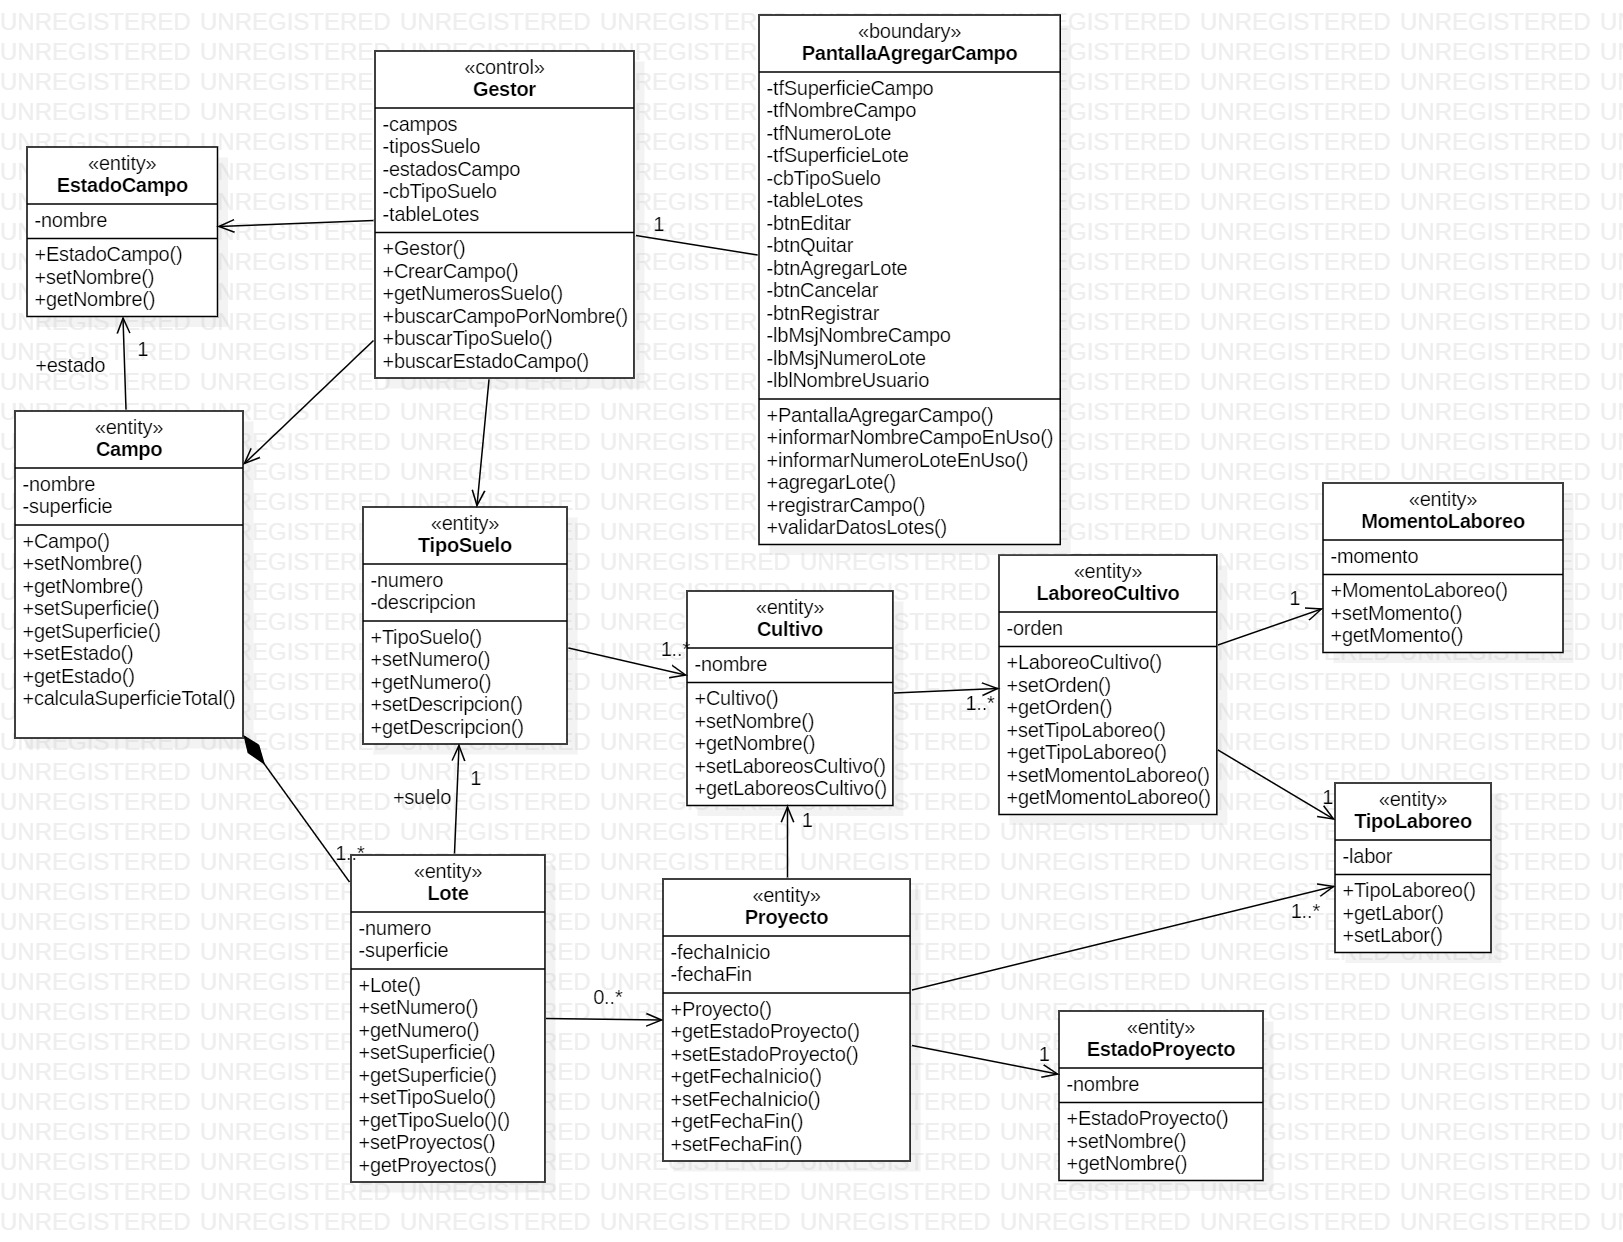 «boundary»
PantallaAgregarCampo
-tfSuperficieCampo
-tfNombreCampo
-tfNumeroLote
-tfSuperficieLote
-cbTipoSuelo
-tableLotes
-btnEditar
-btnQuitar
-btnAgregarLote
-btnCancelar
-btnRegistrar
-lbMsjNombreCampo
-lbMsjNumeroLote
-lblNombreUsuario
+PantallaAgregarCampo()
+informarNombreCampoEnUso()
+informarNumeroLoteEnUso()
+agregarLote()
+registrarCampo()
+validarDatosLotes()
«control»
Gestor
-campos
-tiposSuelo
-estadosCampo
-cbTipoSuelo
-tableLotes
+Gestor()
+CrearCampo()
+getNumerosSuelo()
+buscarCampoPorNombre()
+buscarTipoSuelo()
+buscarEstadoCampo()
1
«entity»
EstadoCampo
-nombre
+EstadoCampo()
+setNombre()
+getNombre()
1
+estado
«entity»
Campo
-nombre
-superficie
+Campo()
+setNombre()
+getNombre()
+setSuperficie()
+getSuperficie()
+setEstado()
+getEstado()
+calculaSuperficieTotal()
«entity»
TipoSuelo
-numero
-descripcion
+TipoSuelo()
+setNumero()
+getNumero()
+setDescripcion()
+getDescripcion()
1..*
«entity»
Cultivo
-nombre
+Cultivo()
+setNombre()
+getNombre()
+setLaboreosCultivo()
+getLaboreosCultivo()
1..*
«entity»
LaboreoCultivo
-orden
+LaboreoCultivo()
+setOrden()
+getOrden()
+setTipoLaboreo()
+getTipoLaboreo()
+setMomentoLaboreo()
+getMomentoLaboreo()
1
«entity»
MomentoLaboreo
-momento
+MomentoLaboreo()
+setMomento()
+getMomento()
1
«entity»
TipoLaboreo
-labor
+TipoLaboreo()
+getLabor()
+setLabor()
1..*
1
+suelo
1..*
«entity»
Lote
-numero
-superficie
+Lote()
+setNumero()
+getNumero()
+setSuperficie()
+getSuperficie()
+setTipoSuelo()
+getTipoSuelo()()
+setProyectos()
+getProyectos()
0..*
1
«entity»
Proyecto
-fechaInicio
-fechaFin
+Proyecto()
+getEstadoProyecto()
+setEstadoProyecto()
+getFechaInicio()
+setFechaInicio()
+getFechaFin()
+setFechaFin()
1
«entity»
EstadoProyecto
-nombre
+EstadoProyecto()
+setNombre()
+getNombre()
UNREGISTERED